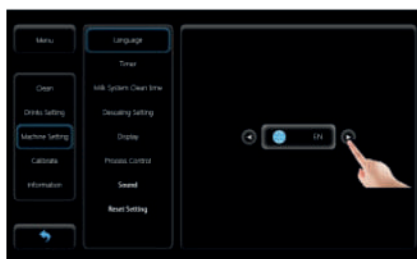 Menu
Clean
Drinks Setting
Machine Setting
Calibrate
Information
Language
Timer
Milk System Clean time
Descaling Setting
Display
Process Control
Sound
Reset Setting
EN